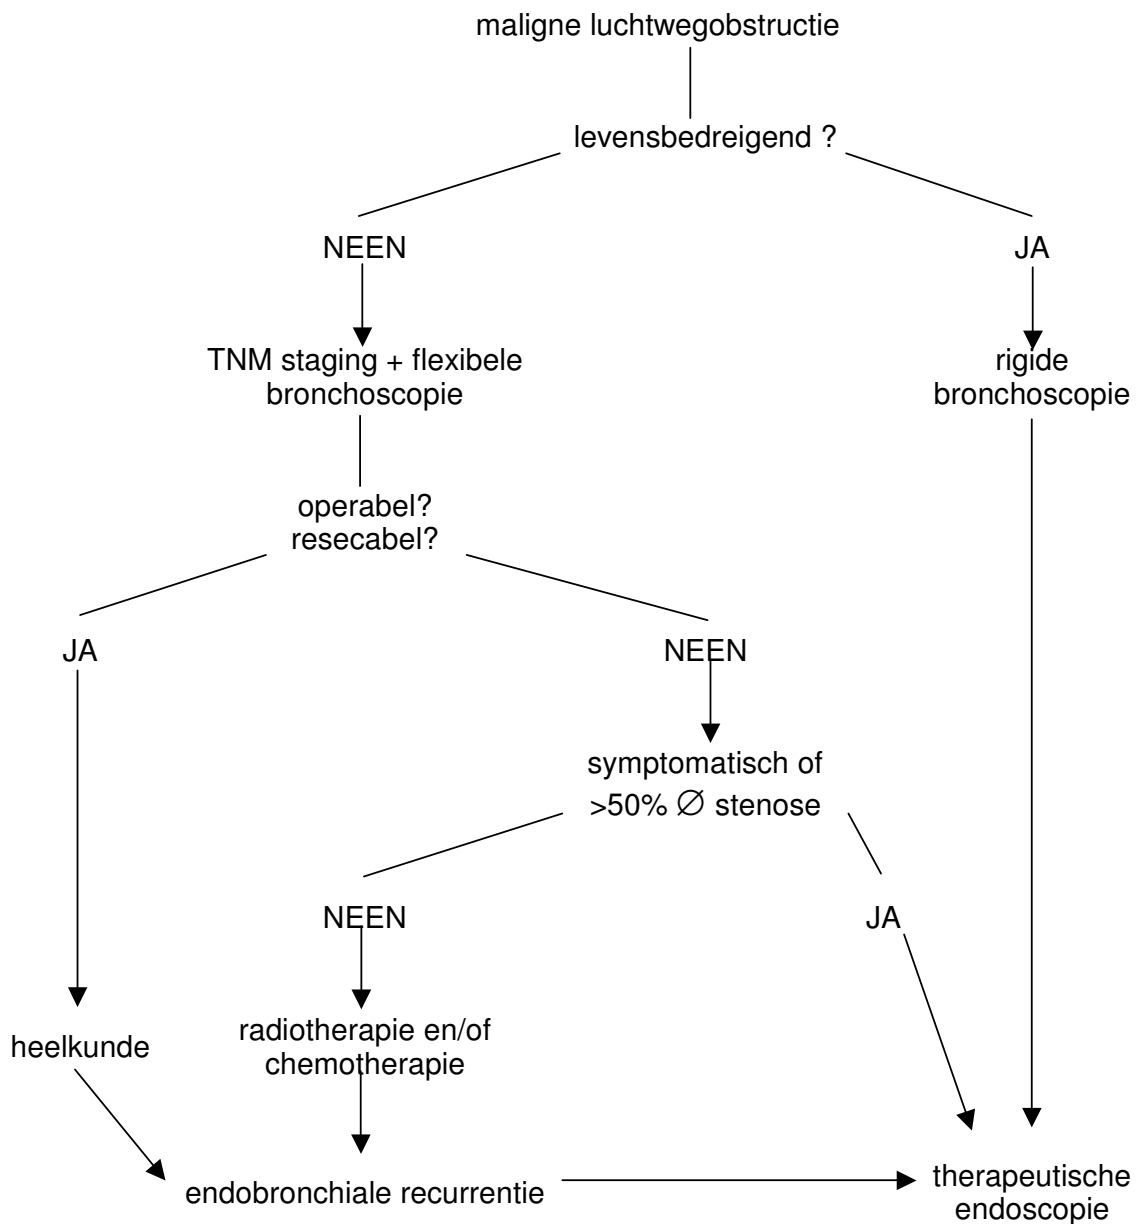 maligne luchtwegobstructie
levensbedreigend ?
NEEN
JA
TNM staging + flexibele
bronchoscopie
rigide
bronchoscopie
operabel?
resecabel?
JA
NEEN
symptomatisch of
>50% ∅ stenose
NEEN
JA
heelkunde
radiotherapie en/of
chemotherapie
endobronchiale recurrentie
therapeutische
endoscopie